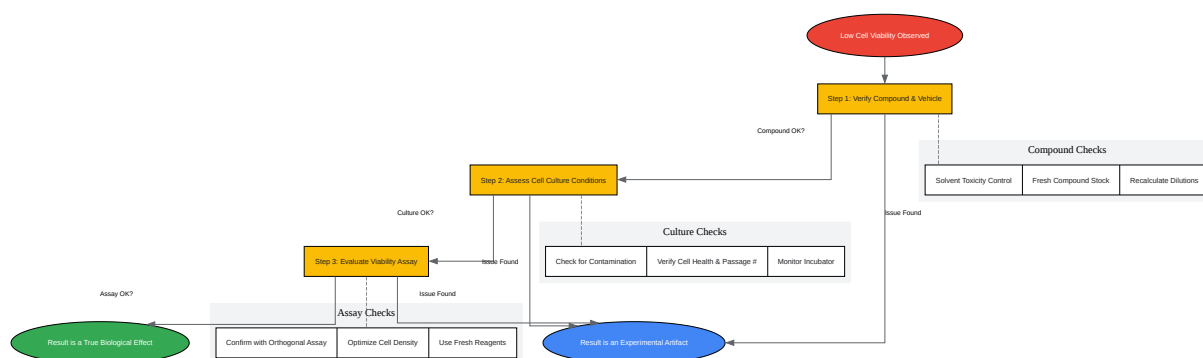 Low Cell Viability Observed
Step 1: Verify Compound & Vehicle
Compound OK?
Compound Checks
Solvent Toxicity Control
Fresh Compound Stock
Recalculate Dilutions
Step 2: Assess Cell Culture Conditions
Culture OK?
Issue Found
Culture Checks
Check for Contamination
Verify Cell Health & Passage #
Monitor Incubator
Step 3: Evaluate Viability Assay
Issue Found
Assay OK?
Issue Found
Assay Checks
Confirm with Orthogonal Assay
Optimize Cell Density
Use Fresh Reagents
Result is a True Biological Effect
Result is an Experimental Artifact